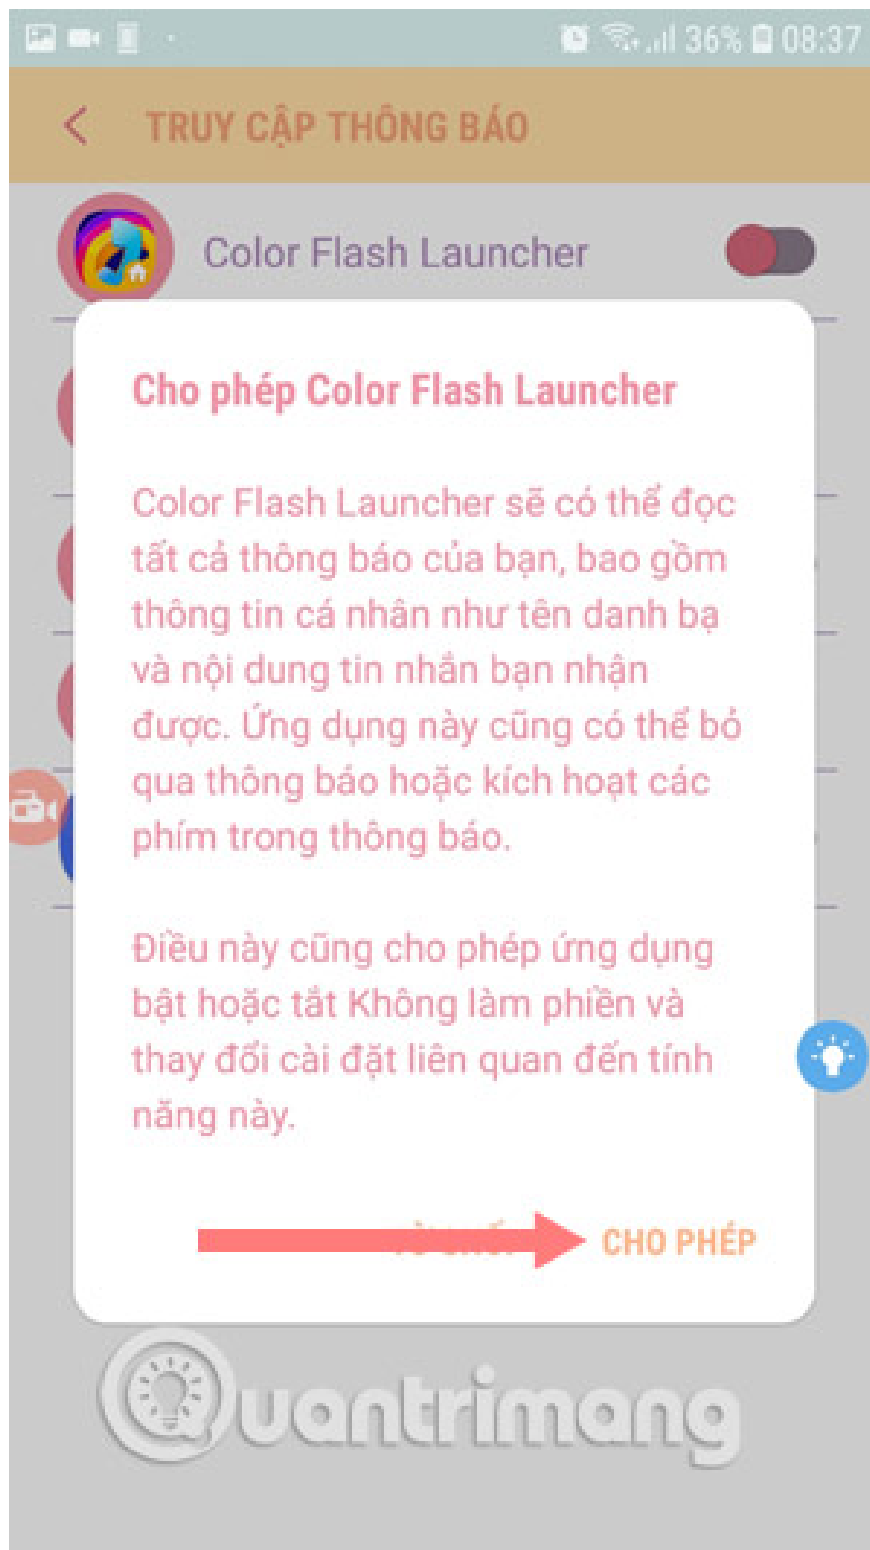 36% 08:37
TRUY CẬP THÔNG BÁO
Color Flash Launcher
Cho phép Color Flash Launcher
Color Flash Launcher sẽ có thể đọc
tất cả thông báo của bạn, bao gồm
thông tin cá nhân như tên danh bạ
và nội dung tin nhắn bạn nhận
được. Ứng dụng này cũng có thể bỏ
qua thông báo hoặc kích hoạt các
phím trong thông báo.
Điều này cũng cho phép ứng dụng
bật hoặc tắt Không làm phiền và
thay đổi cài đặt liên quan đến tính
năng này.
CHO PHÉP
Quantrimang